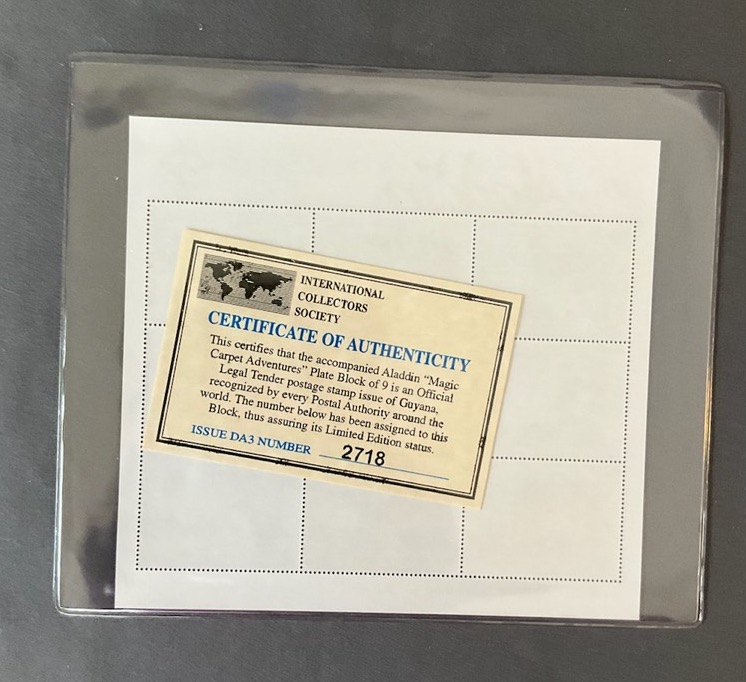 INTERNATIONAL
COLLECTORS
SOCIETY
CERTIFICATE OF AUTHENTICITY
This certifies that the accompanied Aladdin "Magic
Carpet Adventures" Plate Block of 9 is an Official
Legal Tender postage stamp issue of Guyana,
recognized by every Postal Authority around the
world. The number below has been assigned to this
Block, thus assuring its Limited Edition status.
ISSUE DA3 NUMBER 2718